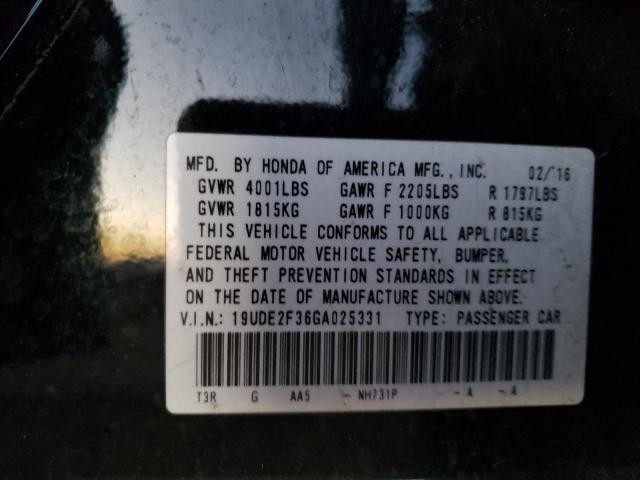 MFD. BY HONDA OF AMERICA MFG., INC. 02/'16
GVWR 4001LBS GAWR F 2205LBS R 1797LBS
GVWR 1815KG GAWR F 1000KG R 815KG
THIS VEHICLE CONFORMS TO ALL APPLICABLE
FEDERAL MOTOR VEHICLE SAFETY, BUMPER,
AND THEFT PREVENTION STANDARDS IN EFFECT
ON THE DATE OF MANUFACTURE SHOWN ABOVE.
V.I.N.: 19UDE2F36GA025331 TYPE: PASSENGER CAR
T3R G AA5 - NH731P - A - A